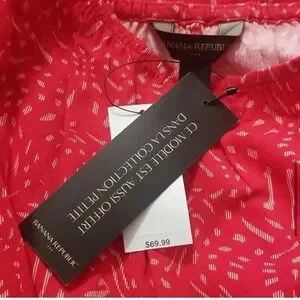 BANANA REPUBLIC
CE MODÈLE EST AUSSI OFFERT
DANS LA COLLECTION PETITE
BANANA REPUBLIC
$69.99